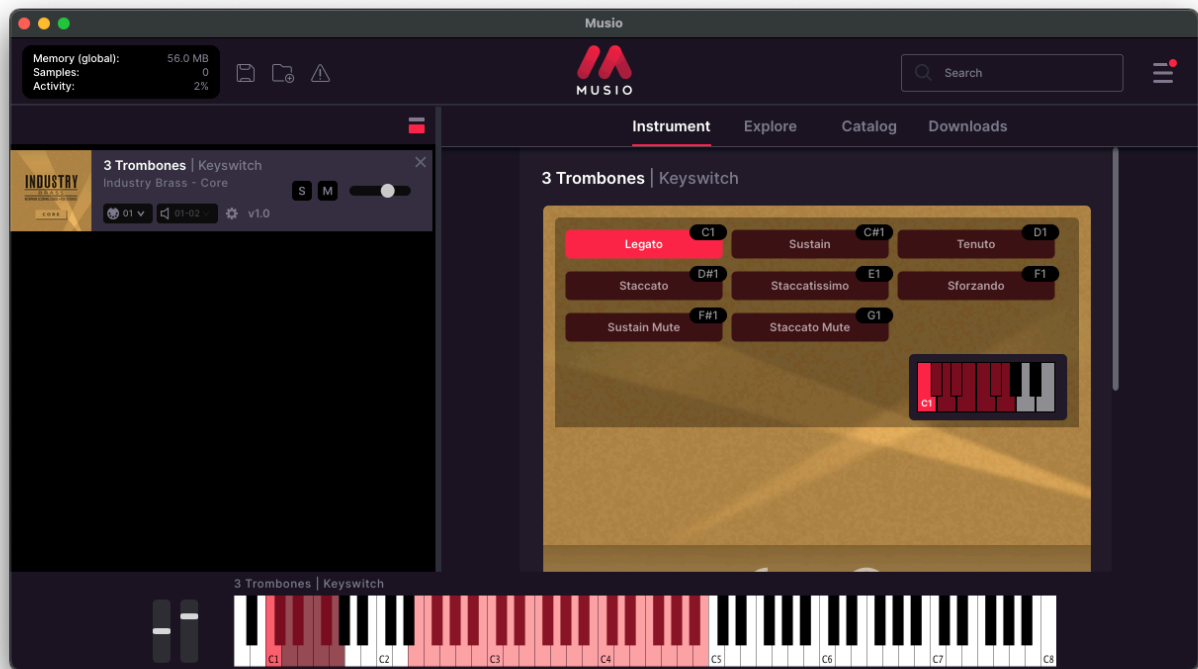 Musio
Memory (global): 56.0 MB
Samples: 0
Activity: 2%
MUSIO
Search
Instrument Explore Catalog Downloads
INDUSTRY
BRASS
CORE
3 Trombones | Keyswitch
Industry Brass - Core
S M
01 01-02 v1.0
3 Trombones | Keyswitch
Legato C1 Sustain C#1 Tenuto D1
Staccato D#1 Staccatissimo E1 Sforzando F1
Sustain Mute F#1 Staccato Mute G1
C1
3 Trombones | Keyswitch
C1 C2 C3 C4 C5 C6 C7 C8